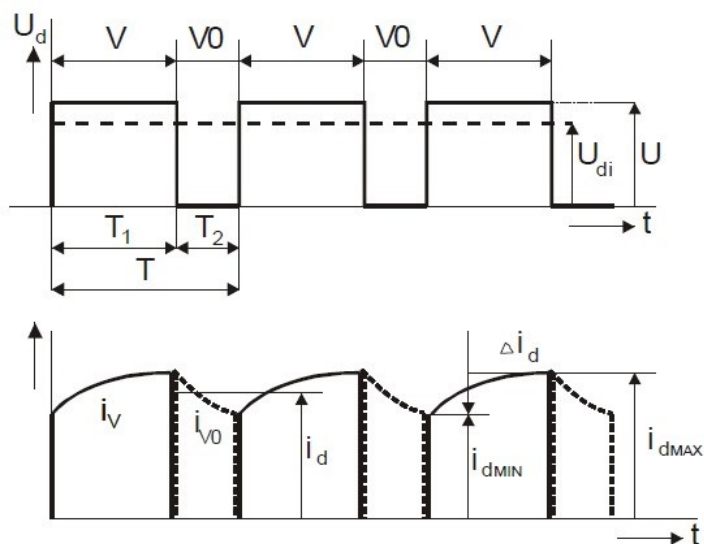 U_d V V0 V V0 V
U_di U
T_1 T_2 t
T
Δi_d
i_V i_V0 i_d i_dMIN i_dMAX
t